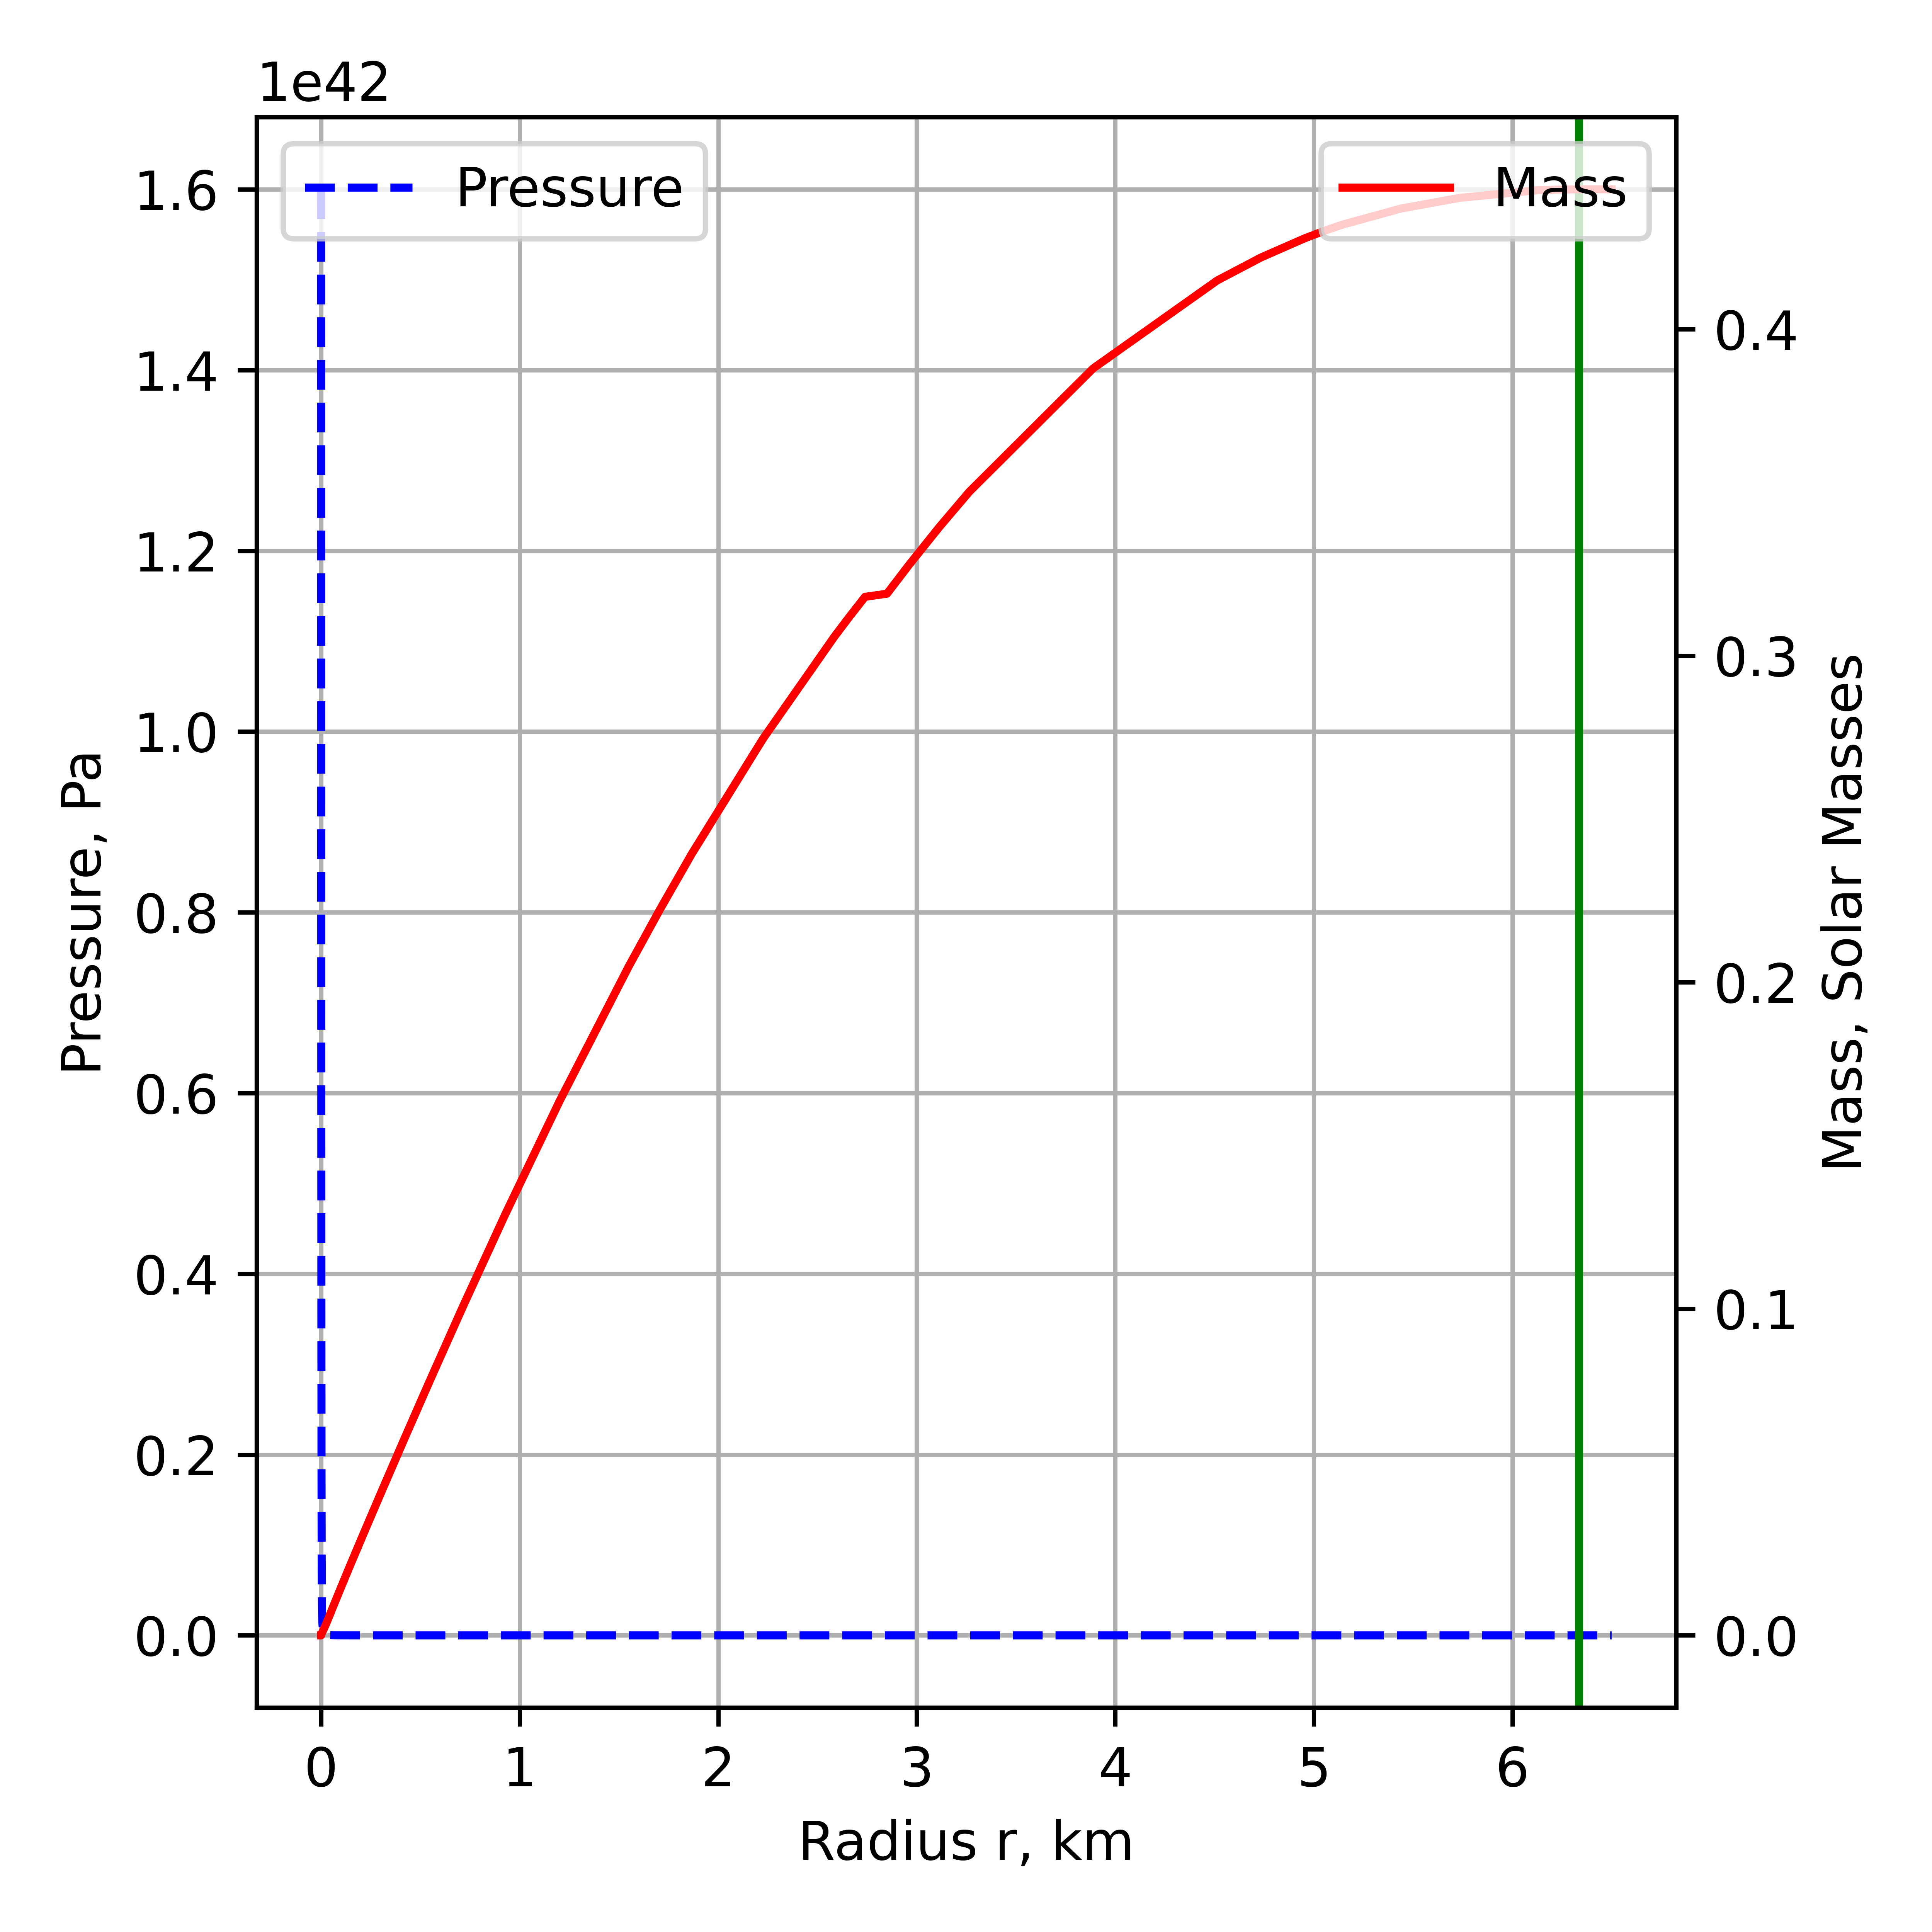 1e42
Pressure
Mass
1.6
1.4
1.2
1.0
0.8
0.6
0.4
0.2
0.0
Pressure, Pa
0.4
0.3
0.2
0.1
0.0
Mass, Solar Masses
0 1 2 3 4 5 6
Radius r, km